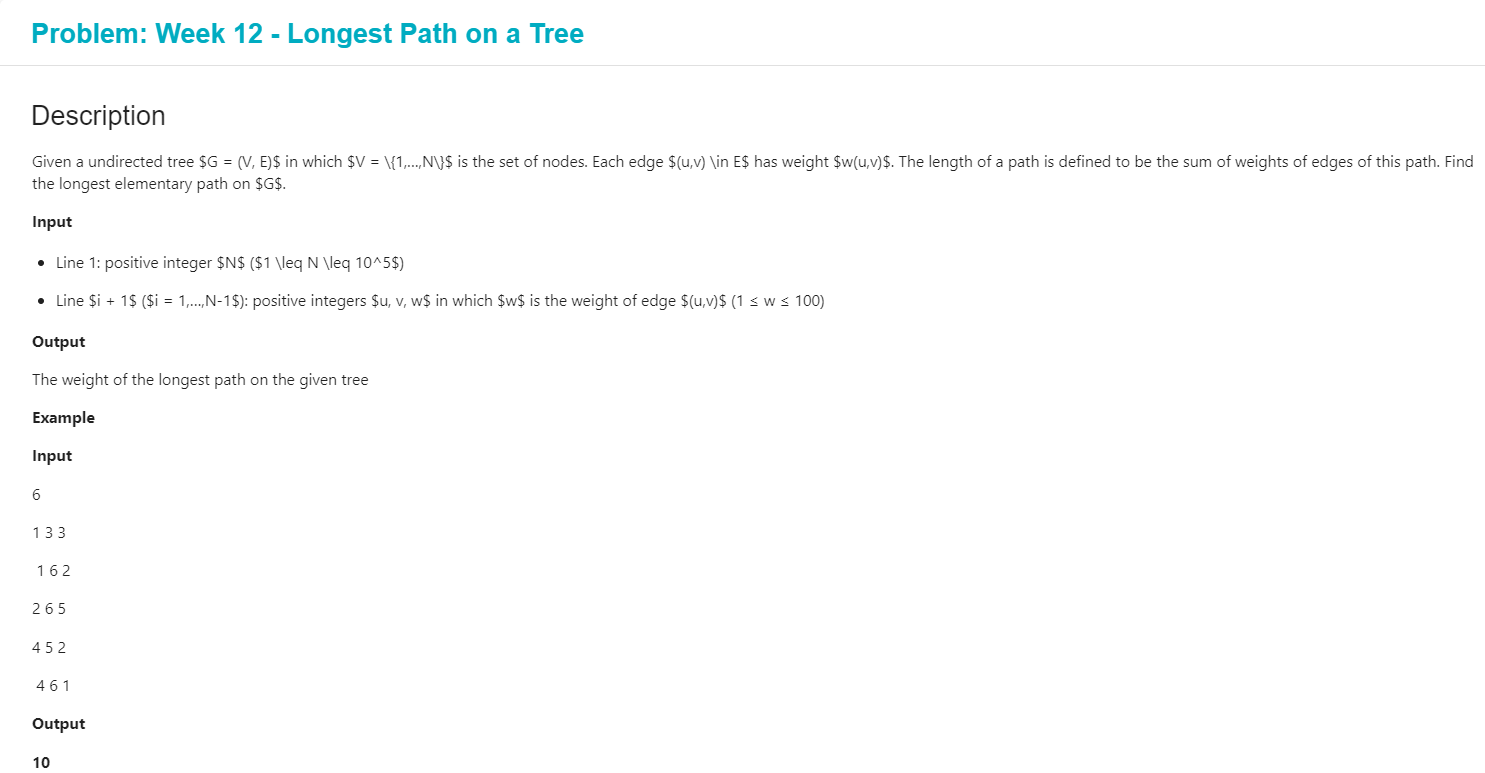 Problem: Week 12 - Longest Path on a Tree
Description
Given a undirected tree $G = (V, E)$ in which $V = \{1,...,N\}$ is the set of nodes. Each edge $(u,v) \in E$ has weight $w(u,v)$. The length of a path is defined to be the sum of weights of edges of this path. Find
the longest elementary path on $G$.
Input
• Line 1: positive integer $N$ ($1 \leq N \leq 10^5$)
• Line $i + 1$ ($i = 1,...,N-1$): positive integers $u, v, w$ in which $w$ is the weight of edge $(u,v)$ (1 ≤ w ≤ 100)
Output
The weight of the longest path on the given tree
Example
Input
6
1 3 3
1 6 2
2 6 5
4 5 2
4 6 1
Output
10